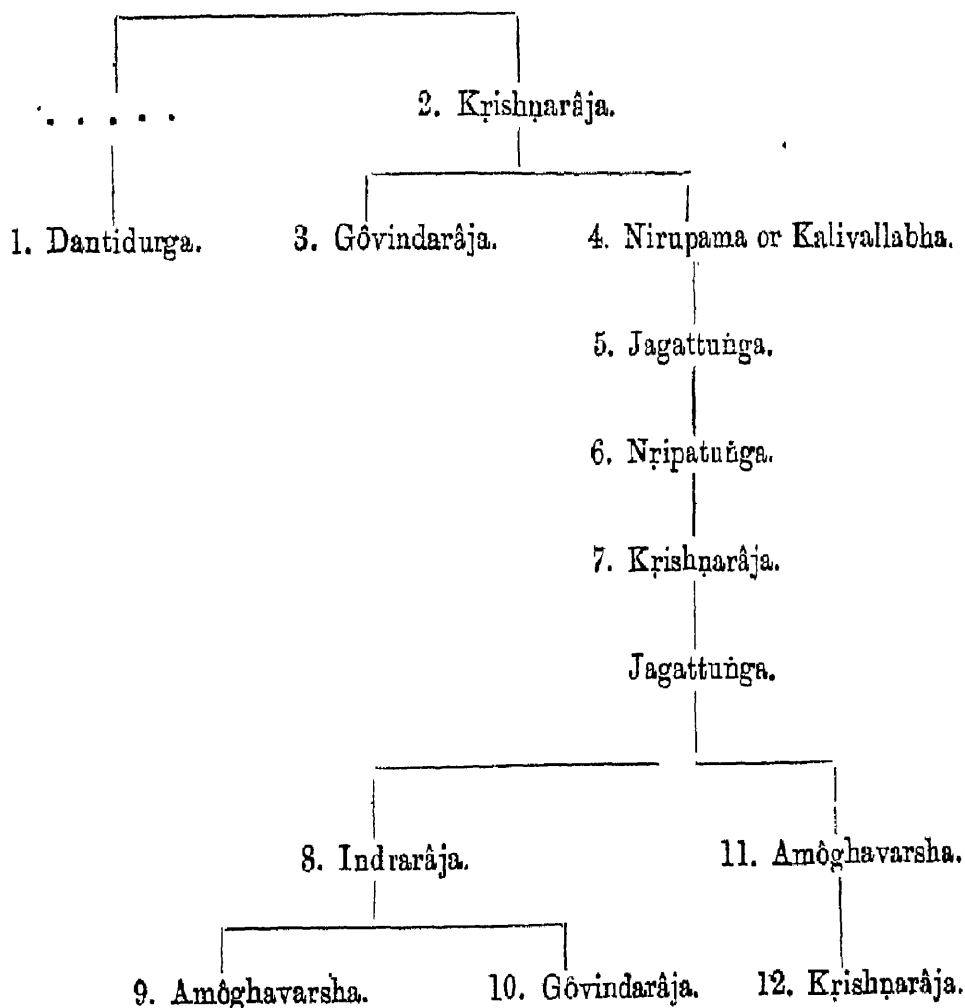 2. Kṛishṇarâja.
. . . . .
1. Dantidurga. 3. Gôvindarâja. 4. Nirupama or Kalivallabha.
5. Jagattuṅga.
6. Nṛipatuṅga.
7. Kṛishṇarâja.
Jagattuṅga.
8. Indrarâja. 11. Amôghavarsha.
9. Amôghavarsha. 10. Gôvindarâja. 12. Kṛishṇarâja.